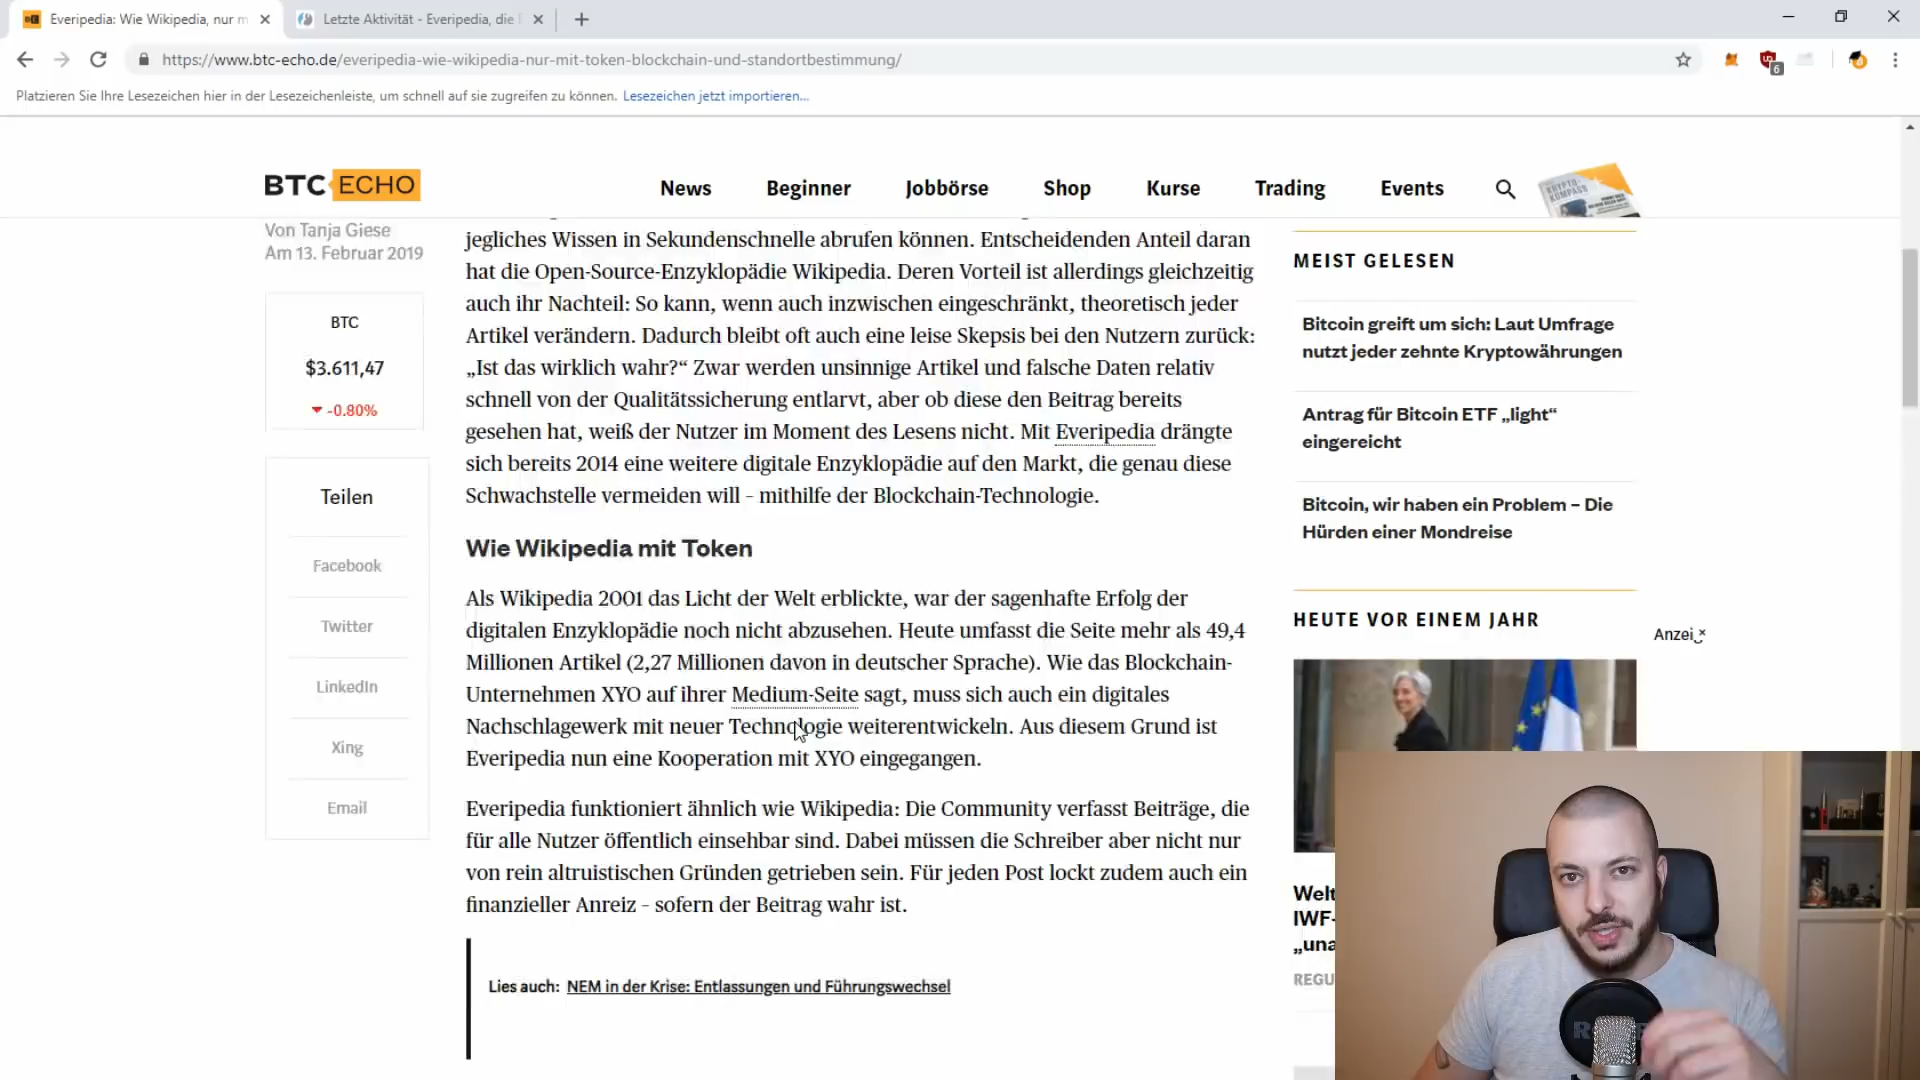 Everipedia: Wie Wikipedia, nur m
Letzte Aktivität - Everipedia, die
https://www.btc-echo.de/everipedia-wie-wikipedia-nur-mit-token-blockchain-und-standortbestimmung/
6
Platzieren Sie Ihre Lesezeichen hier in der Lesezeichenleiste, um schnell auf sie zugreifen zu können. Lesezeichen jetzt importieren...
BTC ECHO
News
Beginner
Jobbörse
Shop
Kurse
Trading
Events
KRYPTO-
KOMPASS
Von Tanja Giese
Am 13. Februar 2019
BTC
$3.611,47
-0.80%
Teilen
Facebook
Twitter
LinkedIn
Xing
Email
jegliches Wissen in Sekundenschnelle abrufen können. Entscheidenden Anteil daran
hat die Open-Source-Enzyklopädie Wikipedia. Deren Vorteil ist allerdings gleichzeitig
auch ihr Nachteil: So kann, wenn auch inzwischen eingeschränkt, theoretisch jeder
Artikel verändern. Dadurch bleibt oft auch eine leise Skepsis bei den Nutzern zurück:
„Ist das wirklich wahr?“ Zwar werden unsinnige Artikel und falsche Daten relativ
schnell von der Qualitätssicherung entlarvt, aber ob diese den Beitrag bereits
gesehen hat, weiß der Nutzer im Moment des Lesens nicht. Mit Everipedia drängte
sich bereits 2014 eine weitere digitale Enzyklopädie auf den Markt, die genau diese
Schwachstelle vermeiden will – mithilfe der Blockchain-Technologie.
Wie Wikipedia mit Token
Als Wikipedia 2001 das Licht der Welt erblickte, war der sagenhafte Erfolg der
digitalen Enzyklopädie noch nicht abzusehen. Heute umfasst die Seite mehr als 49,4
Millionen Artikel (2,27 Millionen davon in deutscher Sprache). Wie das Blockchain-
Unternehmen XYO auf ihrer Medium-Seite sagt, muss sich auch ein digitales
Nachschlagewerk mit neuer Technologie weiterentwickeln. Aus diesem Grund ist
Everipedia nun eine Kooperation mit XYO eingegangen.
Everipedia funktioniert ähnlich wie Wikipedia: Die Community verfasst Beiträge, die
für alle Nutzer öffentlich einsehbar sind. Dabei müssen die Schreiber aber nicht nur
von rein altruistischen Gründen getrieben sein. Für jeden Post lockt zudem auch ein
finanzieller Anreiz – sofern der Beitrag wahr ist.
Lies auch: NEM in der Krise: Entlassungen und Führungswechsel
MEIST GELESEN
Bitcoin greift um sich: Laut Umfrage
nutzt jeder zehnte Kryptowährungen
Antrag für Bitcoin ETF „light“
eingereicht
Bitcoin, wir haben ein Problem – Die
Hürden einer Mondreise
HEUTE VOR EINEM JAHR
Anzei
Welt
IWF-
„una
REGU